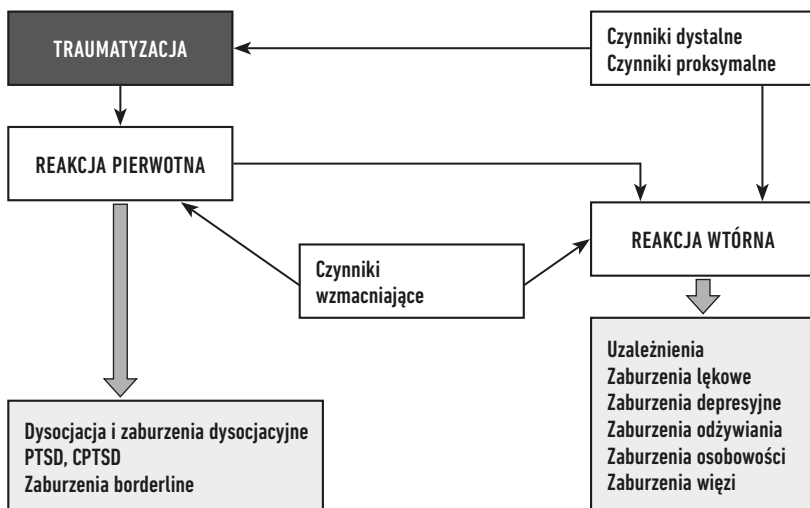 TRAUMATYZACJA
Czynniki dystalne
Czynniki proksymalne
REAKCJA PIERWOTNA
REAKCJA WTÓRNA
Czynniki
wzmacniające
Dysocjacja i zaburzenia dysocjacyjne
PTSD, CPTSD
Zaburzenia borderline
Uzależnienia
Zaburzenia lękowe
Zaburzenia depresyjne
Zaburzenia odżywiania
Zaburzenia osobowości
Zaburzenia więzi